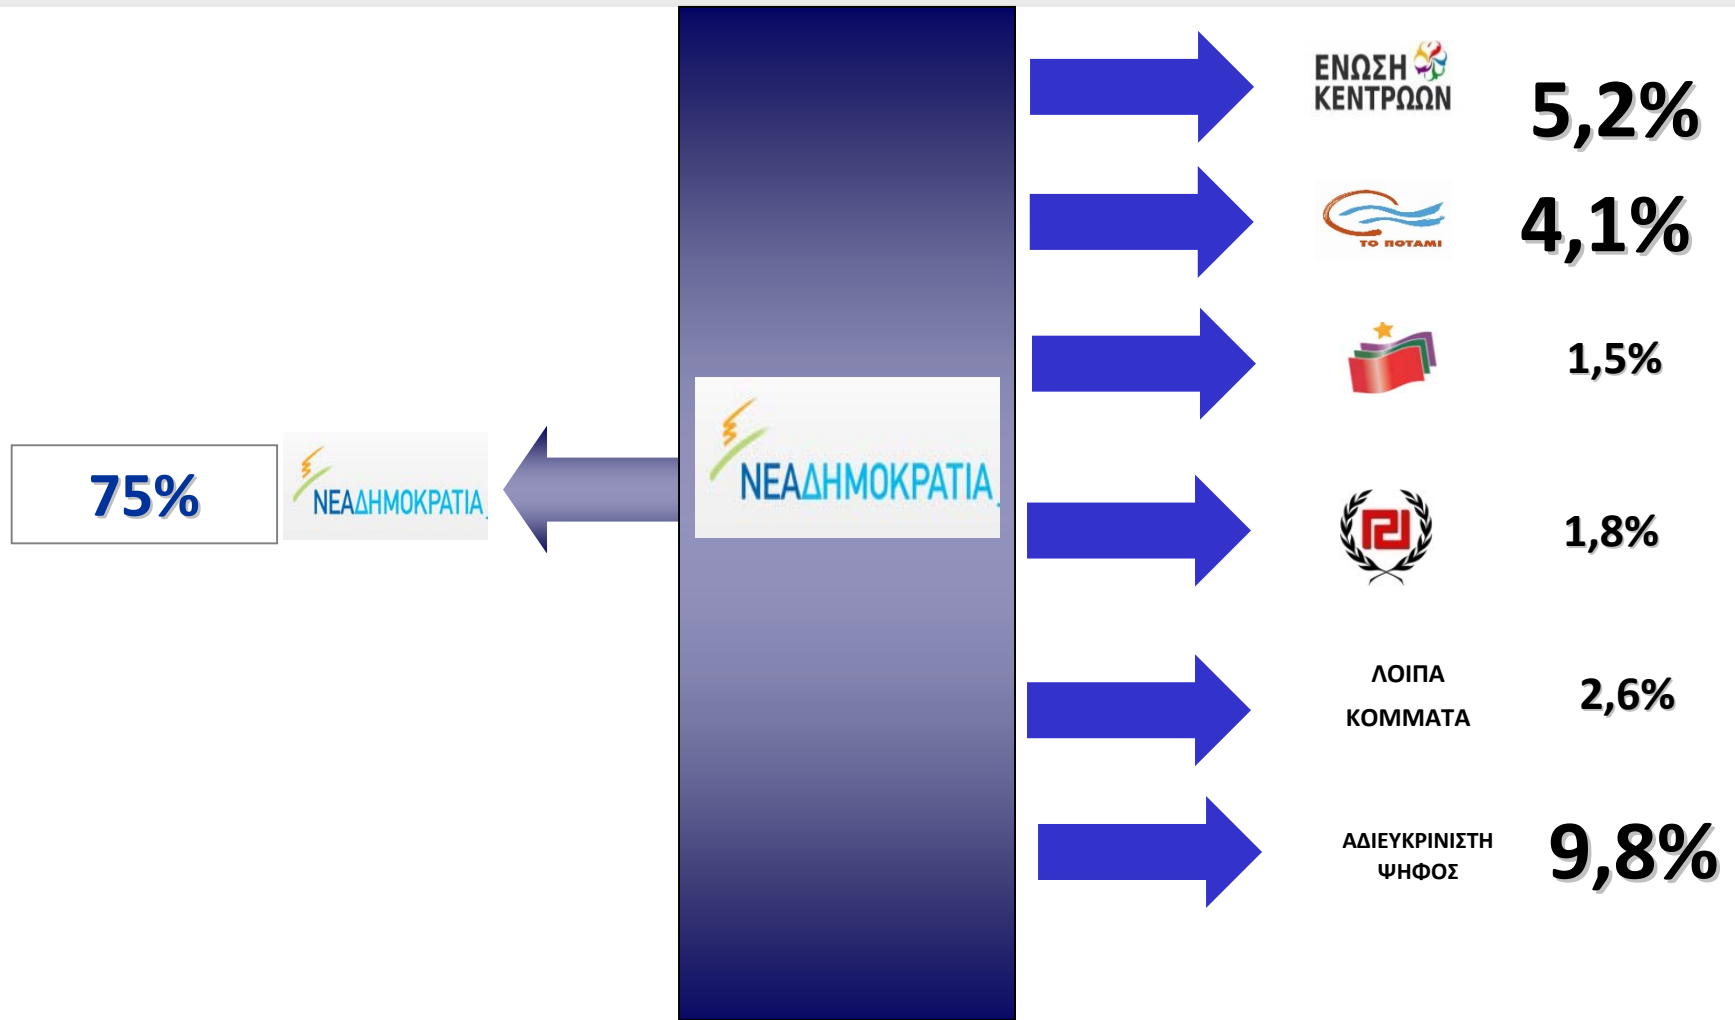 75%
ΝΕΑΔΗΜΟΚΡΑΤΙΑ
ΝΕΑΔΗΜΟΚΡΑΤΙΑ
ΕΝΩΣΗ
ΚΕΝΤΡΩΩΝ
5,2%
ΤΟ ΠΟΤΑΜΙ
4,1%
1,5%
1,8%
ΛΟΙΠΑ
ΚΟΜΜΑΤΑ
2,6%
ΑΔΙΕΥΚΡΙΝΙΣΤΗ
ΨΗΦΟΣ
9,8%